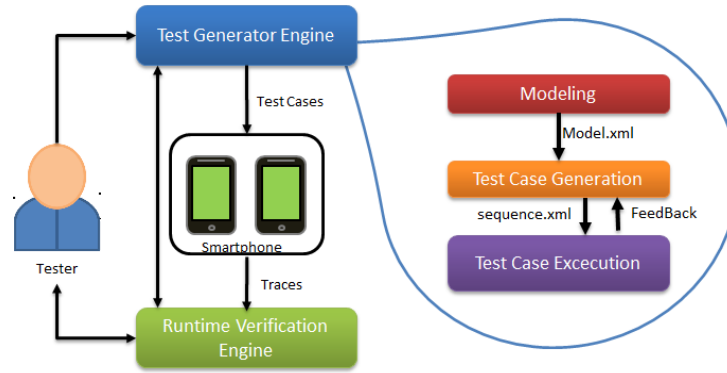 Test Generator Engine
Test Cases
Smartphone
Traces
Tester
Runtime Verification
Engine
Modeling
Model.xml
Test Case Generation
sequence.xml
FeedBack
Test Case Excecution